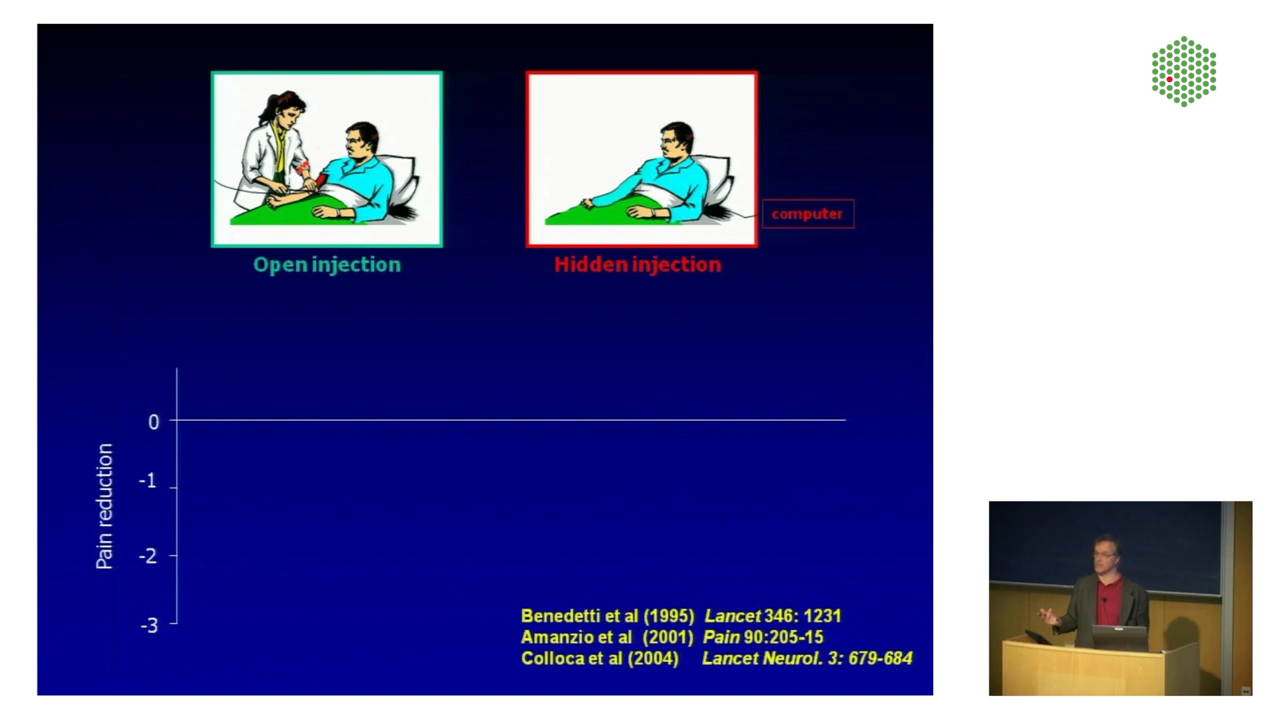 computer
Open injection
Hidden injection
0
-1
-2
-3
Pain reduction
Benedetti et al (1995) Lancet 346: 1231
Amanzio et al (2001) Pain 90:205-15
Colloca et al (2004) Lancet Neurol. 3: 679-684